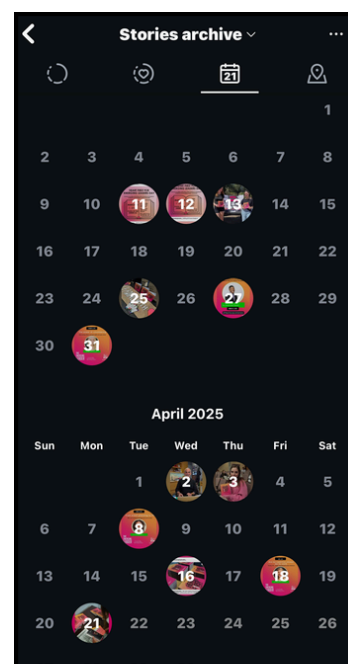 Stories archive
21
1
2 3 4 5 6 7 8
9 10 11 12 13 14 15
16 17 18 19 20 21 22
23 24 25 26 27 28 29
30 31
April 2025
Sun Mon Tue Wed Thu Fri Sat
1 2 3 4 5
6 7 8 9 10 11 12
13 14 15 16 17 18 19
20 21 22 23 24 25 26